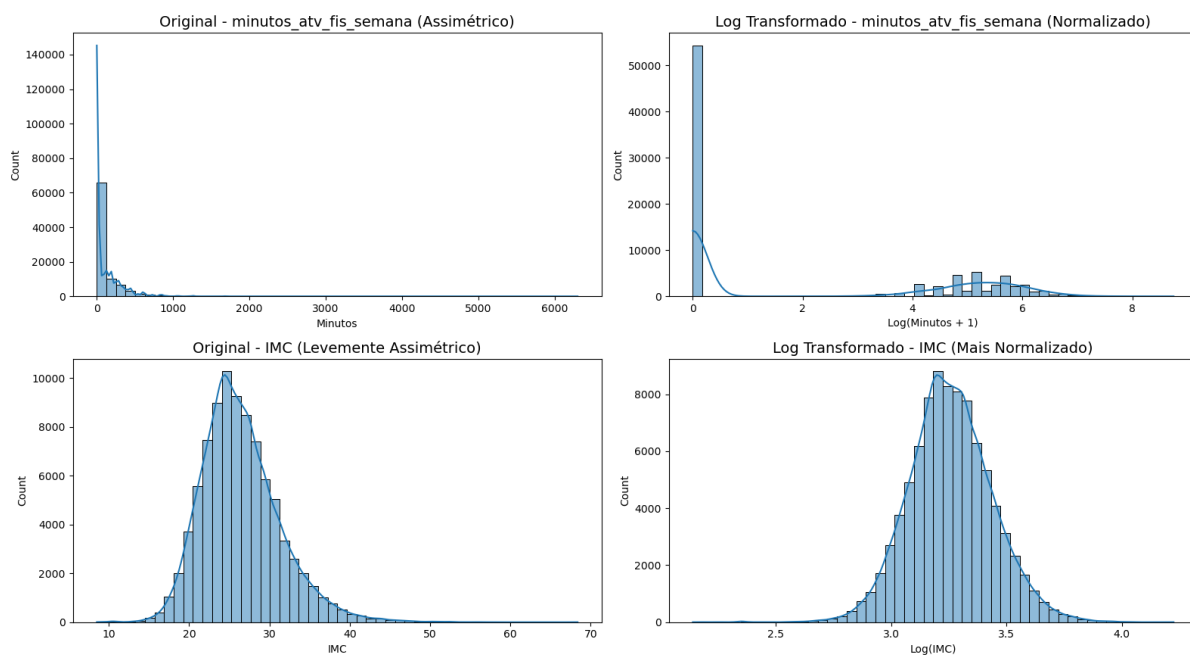 Original - minutos_atv_fis_semana (Assimétrico)
Count
140000
120000
100000
80000
60000
40000
20000
0
0 1000 2000 3000 4000 5000 6000
Minutos
Log Transformado - minutos_atv_fis_semana (Normalizado)
Count
50000
40000
30000
20000
10000
0
0 2 4 6 8
Log(Minutos + 1)
Original - IMC (Levemente Assimétrico)
Count
10000
8000
6000
4000
2000
0
10 20 30 40 50 60 70
IMC
Log Transformado - IMC (Mais Normalizado)
Count
8000
6000
4000
2000
0
2.5 3.0 3.5 4.0
Log(IMC)